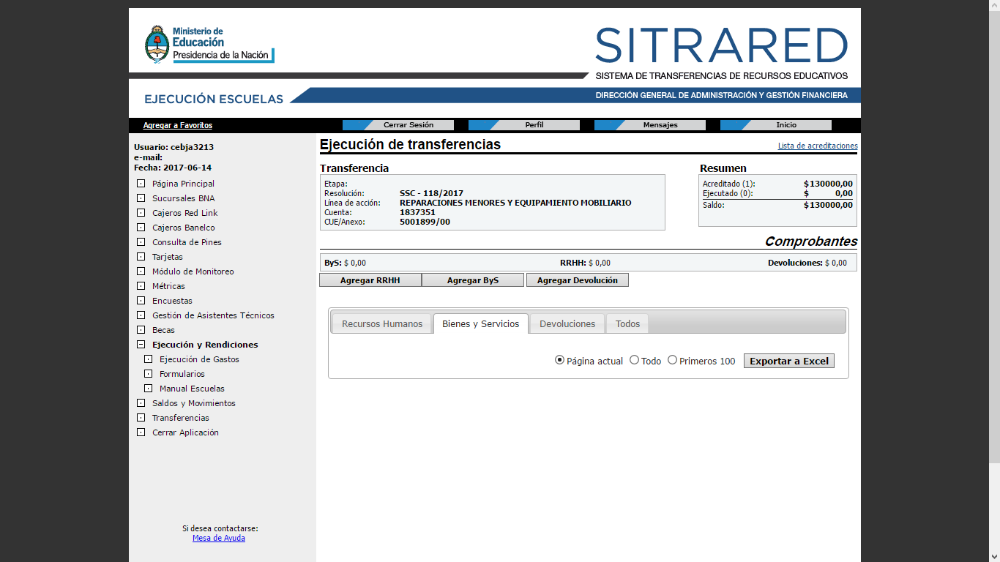 Ministerio de
Educación
Presidencia de la Nación
SITRARED
SISTEMA DE TRANSFERENCIAS DE RECURSOS EDUCATIVOS
EJECUCIÓN ESCUELAS
DIRECCIÓN GENERAL DE ADMINISTRACIÓN Y GESTIÓN FINANCIERA
Agregar a Favoritos
Cerrar Sesión
Perfil
Mensajes
Inicio
Usuario: cebja3213
e-mail:
Fecha: 2017-06-14
Página Principal
Sucursales BNA
Cajeros Red Link
Cajeros Banelco
Consulta de Pines
Tarjetas
Módulo de Monitoreo
Métricas
Encuestas
Gestión de Asistentes Técnicos
Becas
Ejecución y Rendiciones
Ejecución de Gastos
Formularios
Manual Escuelas
Saldos y Movimientos
Transferencias
Cerrar Aplicación
Si desea contactarse:
Mesa de Ayuda
Ejecución de transferencias
Lista de acreditaciones
Transferencia
Etapa:
Resolución: SSC - 118/2017
Línea de acción: REPARACIONES MENORES Y EQUIPAMIENTO MOBILIARIO
Cuenta: 1837351
CUE/Anexo: 5001899/00
Resumen
Acreditado (1): $130000,00
Ejecutado (0): $ 0,00
Saldo: $130000,00
Comprobantes
ByS: $ 0,00 RRHH: $ 0,00 Devoluciones: $ 0,00
Agregar RRHH Agregar ByS Agregar Devolución
Recursos Humanos Bienes y Servicios Devoluciones Todos
Página actual Todo Primeros 100 Exportar a Excel